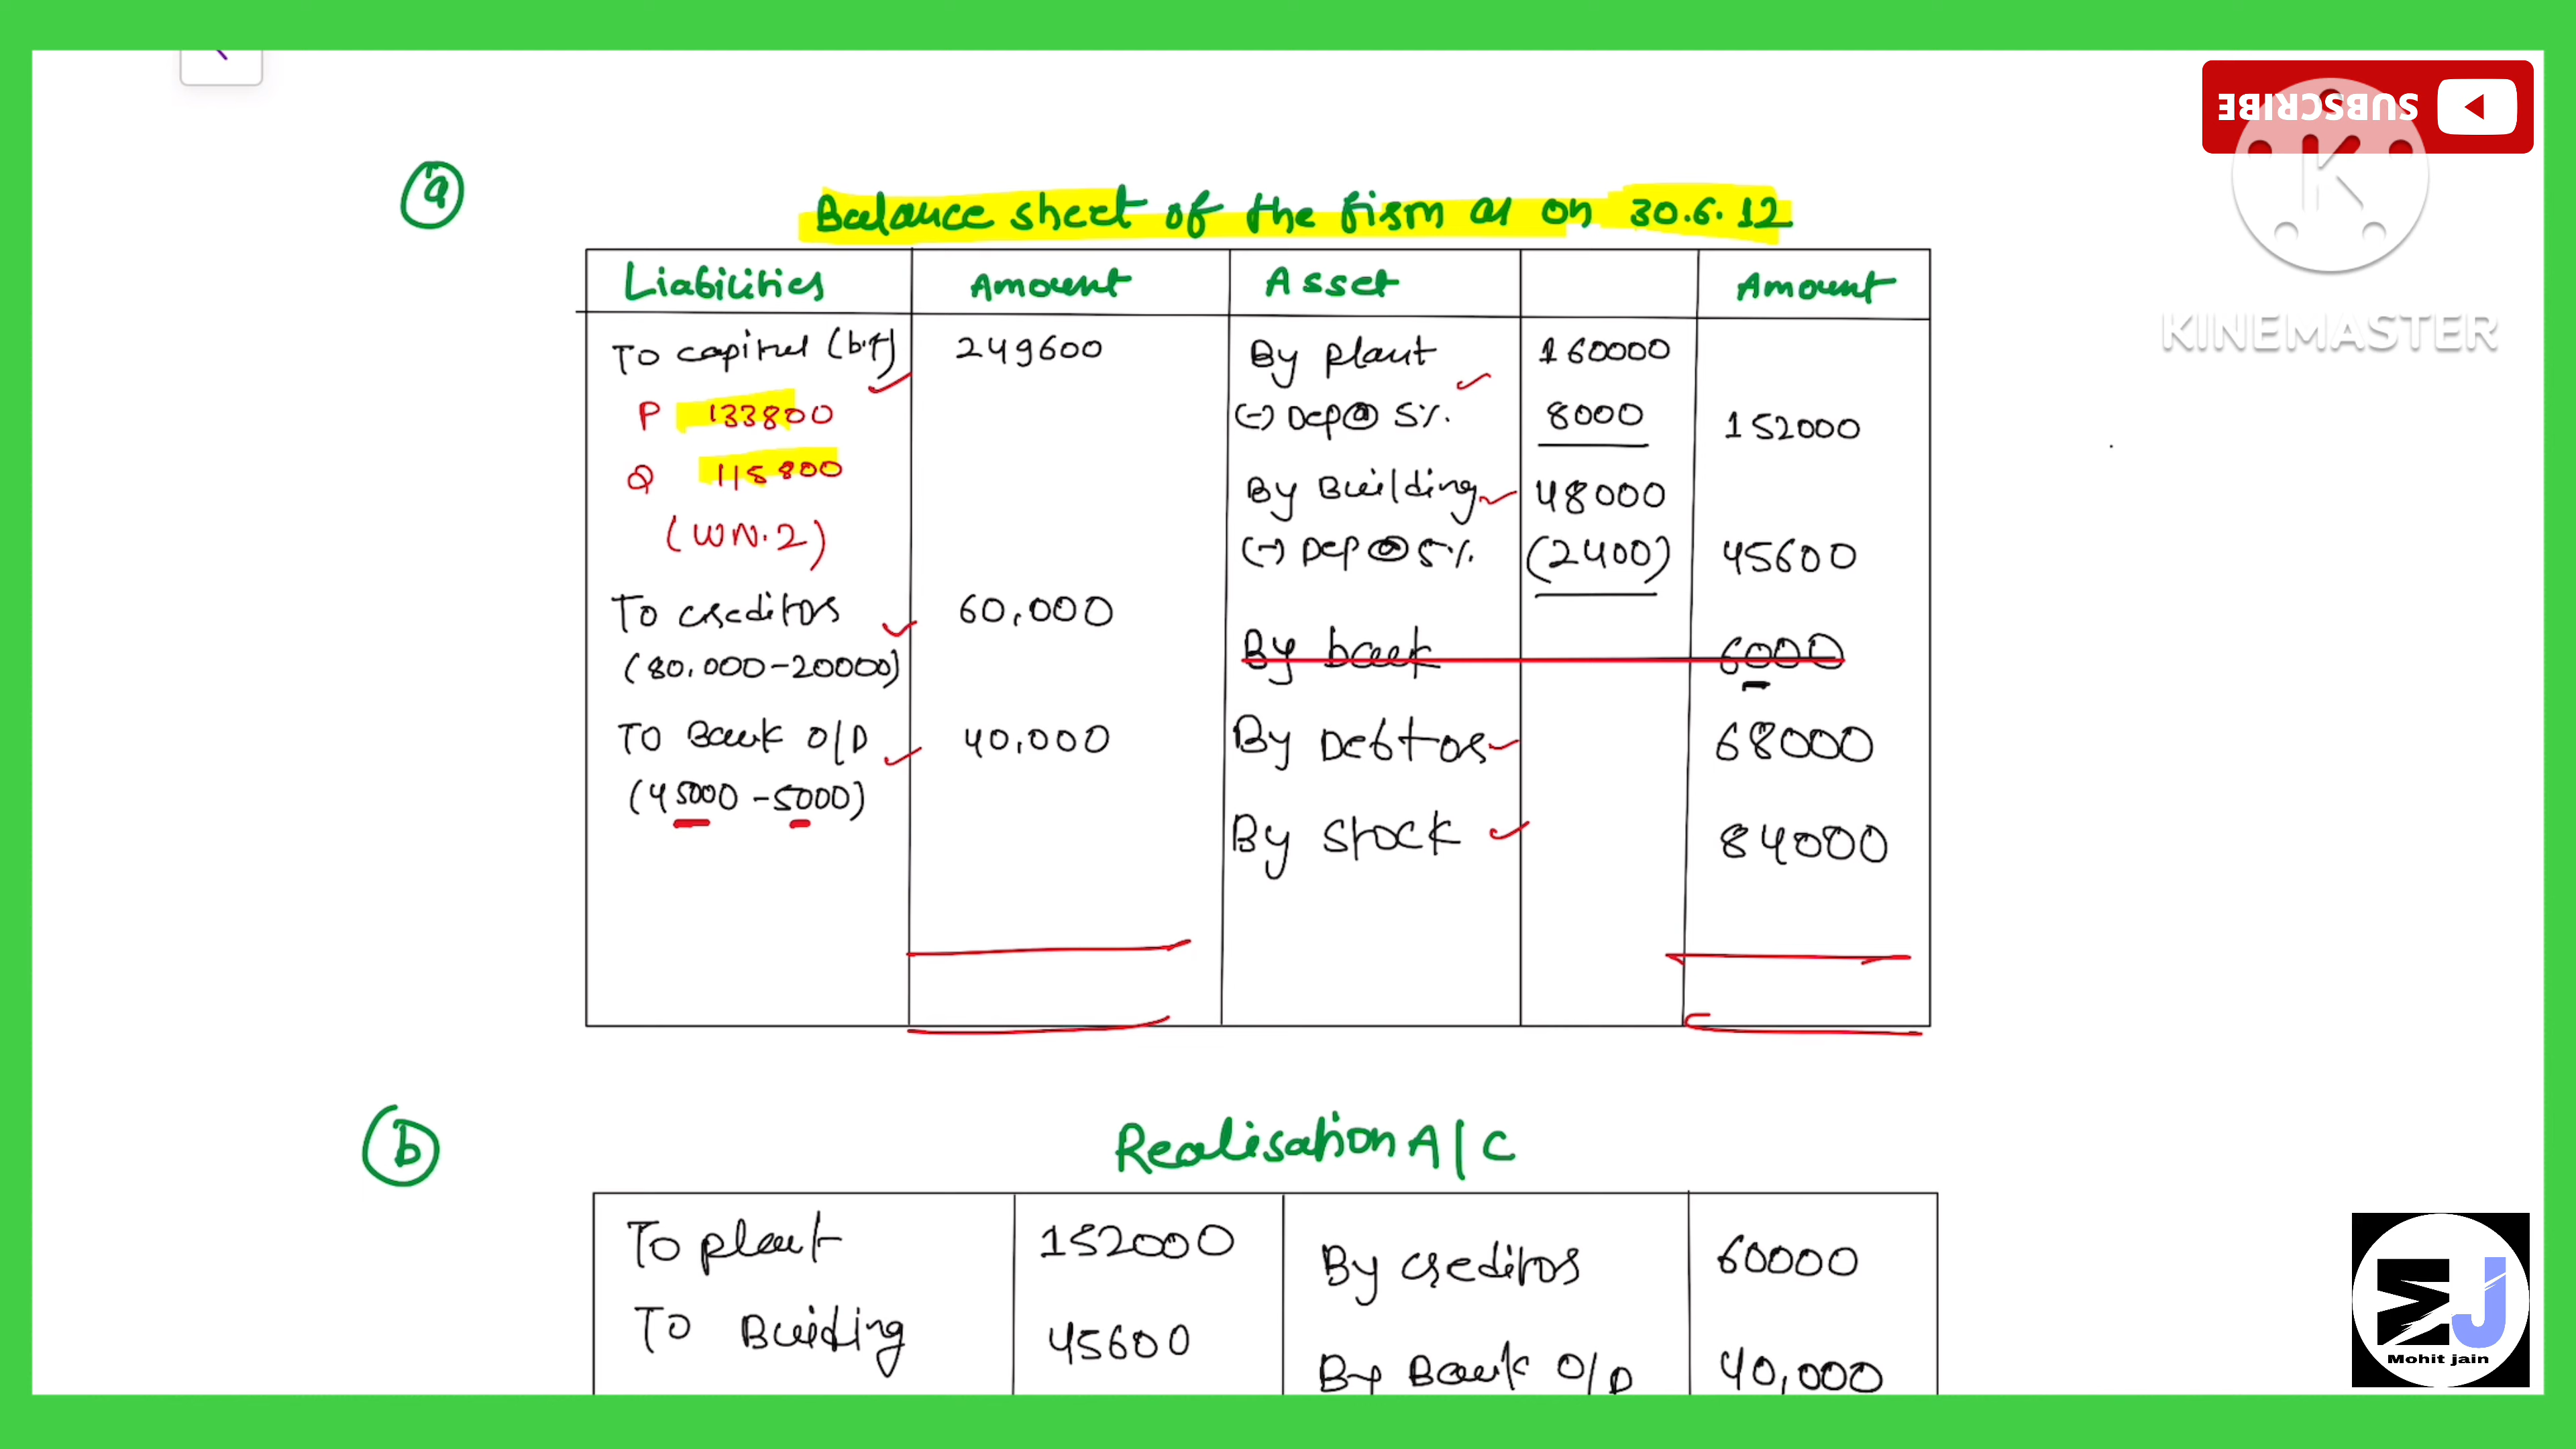 SUBSCRIBE
K
KINEMASTER
a
Balance sheet of the firm as on 30.6.12
Liabilities Amount Asset Amount
To capital (b.f) 249600 By plant 160000
P 133800 (-) Dep@ 5%. 8000 152000
Q 115800 By Building 48000
(WN.2) (-) Dep@ 5% (2400) 45600
To creditors 60,000
(80,000-20000) By bank 6000
To Bank O/D 40,000 By Debtors 68000
(45000-5000)
By stock 84000
b
Realisation A/C
To plant 152000 By creditors 60000
To Building 45600 By Bank O/D 40,000
MJ
Mohit jain